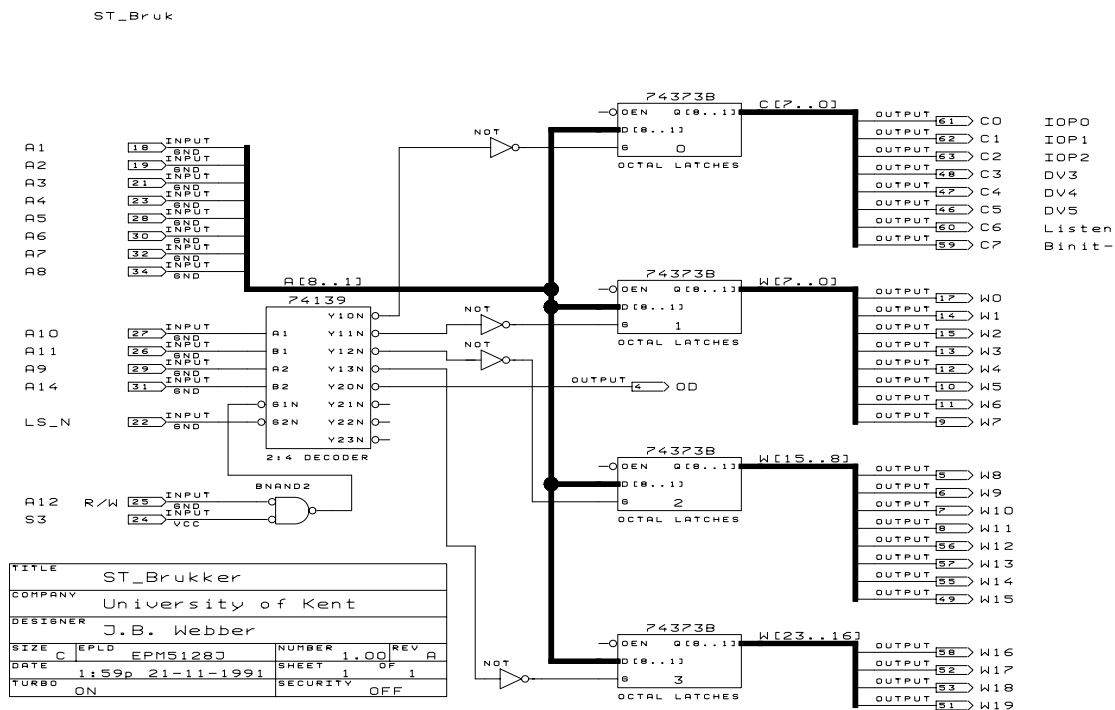 ST_Bruk
74373B
OEN Q[8..1]
D[8..1]
G
0
OCTAL LATCHES
C[7..0]
OUTPUT 61 C0 IOP0
OUTPUT 62 C1 IOP1
OUTPUT 63 C2 IOP2
OUTPUT 48 C3 DV3
OUTPUT 47 C4 DV4
OUTPUT 46 C5 DV5
OUTPUT 60 C6 Listen
OUTPUT 59 C7 Binit-
NOT
A1 18 INPUT GND
A2 19 INPUT GND
A3 21 INPUT GND
A4 23 INPUT GND
A5 28 INPUT GND
A6 30 INPUT GND
A7 32 INPUT GND
A8 34 INPUT GND
A[8..1]
74139
A10 27 INPUT GND
A11 26 INPUT GND
A9 29 INPUT GND
A14 31 INPUT GND
LS_N 22 INPUT GND
A1 Y10N
Y11N
B1 Y12N
A2 Y13N
B2 Y20N
G1N Y21N
G2N Y22N
Y23N
2:4 DECODER
NOT
NOT
OUTPUT 4 OD
BNAND2
A12 R/W 25 INPUT GND
S3 24 INPUT VCC
74373B
OEN Q[8..1]
D[8..1]
G
1
OCTAL LATCHES
W[7..0]
OUTPUT 17 W0
OUTPUT 14 W1
OUTPUT 15 W2
OUTPUT 13 W3
OUTPUT 12 W4
OUTPUT 10 W5
OUTPUT 11 W6
OUTPUT 9 W7
74373B
OEN Q[8..1]
D[8..1]
G
2
OCTAL LATCHES
W[15..8]
OUTPUT 5 W8
OUTPUT 6 W9
OUTPUT 7 W10
OUTPUT 8 W11
OUTPUT 56 W12
OUTPUT 57 W13
OUTPUT 55 W14
OUTPUT 49 W15
NOT
74373B
OEN Q[8..1]
D[8..1]
G
3
OCTAL LATCHES
W[23..16]
OUTPUT 58 W16
OUTPUT 52 W17
OUTPUT 53 W18
OUTPUT 51 W19
TITLE ST_Brukker
COMPANY University of Kent
DESIGNER J.B. Webber
SIZE C EPLD EPM5128J NUMBER 1.00 REV A
DATE 1:59p 21-11-1991 SHEET 1 OF 1
TURBO ON SECURITY OFF